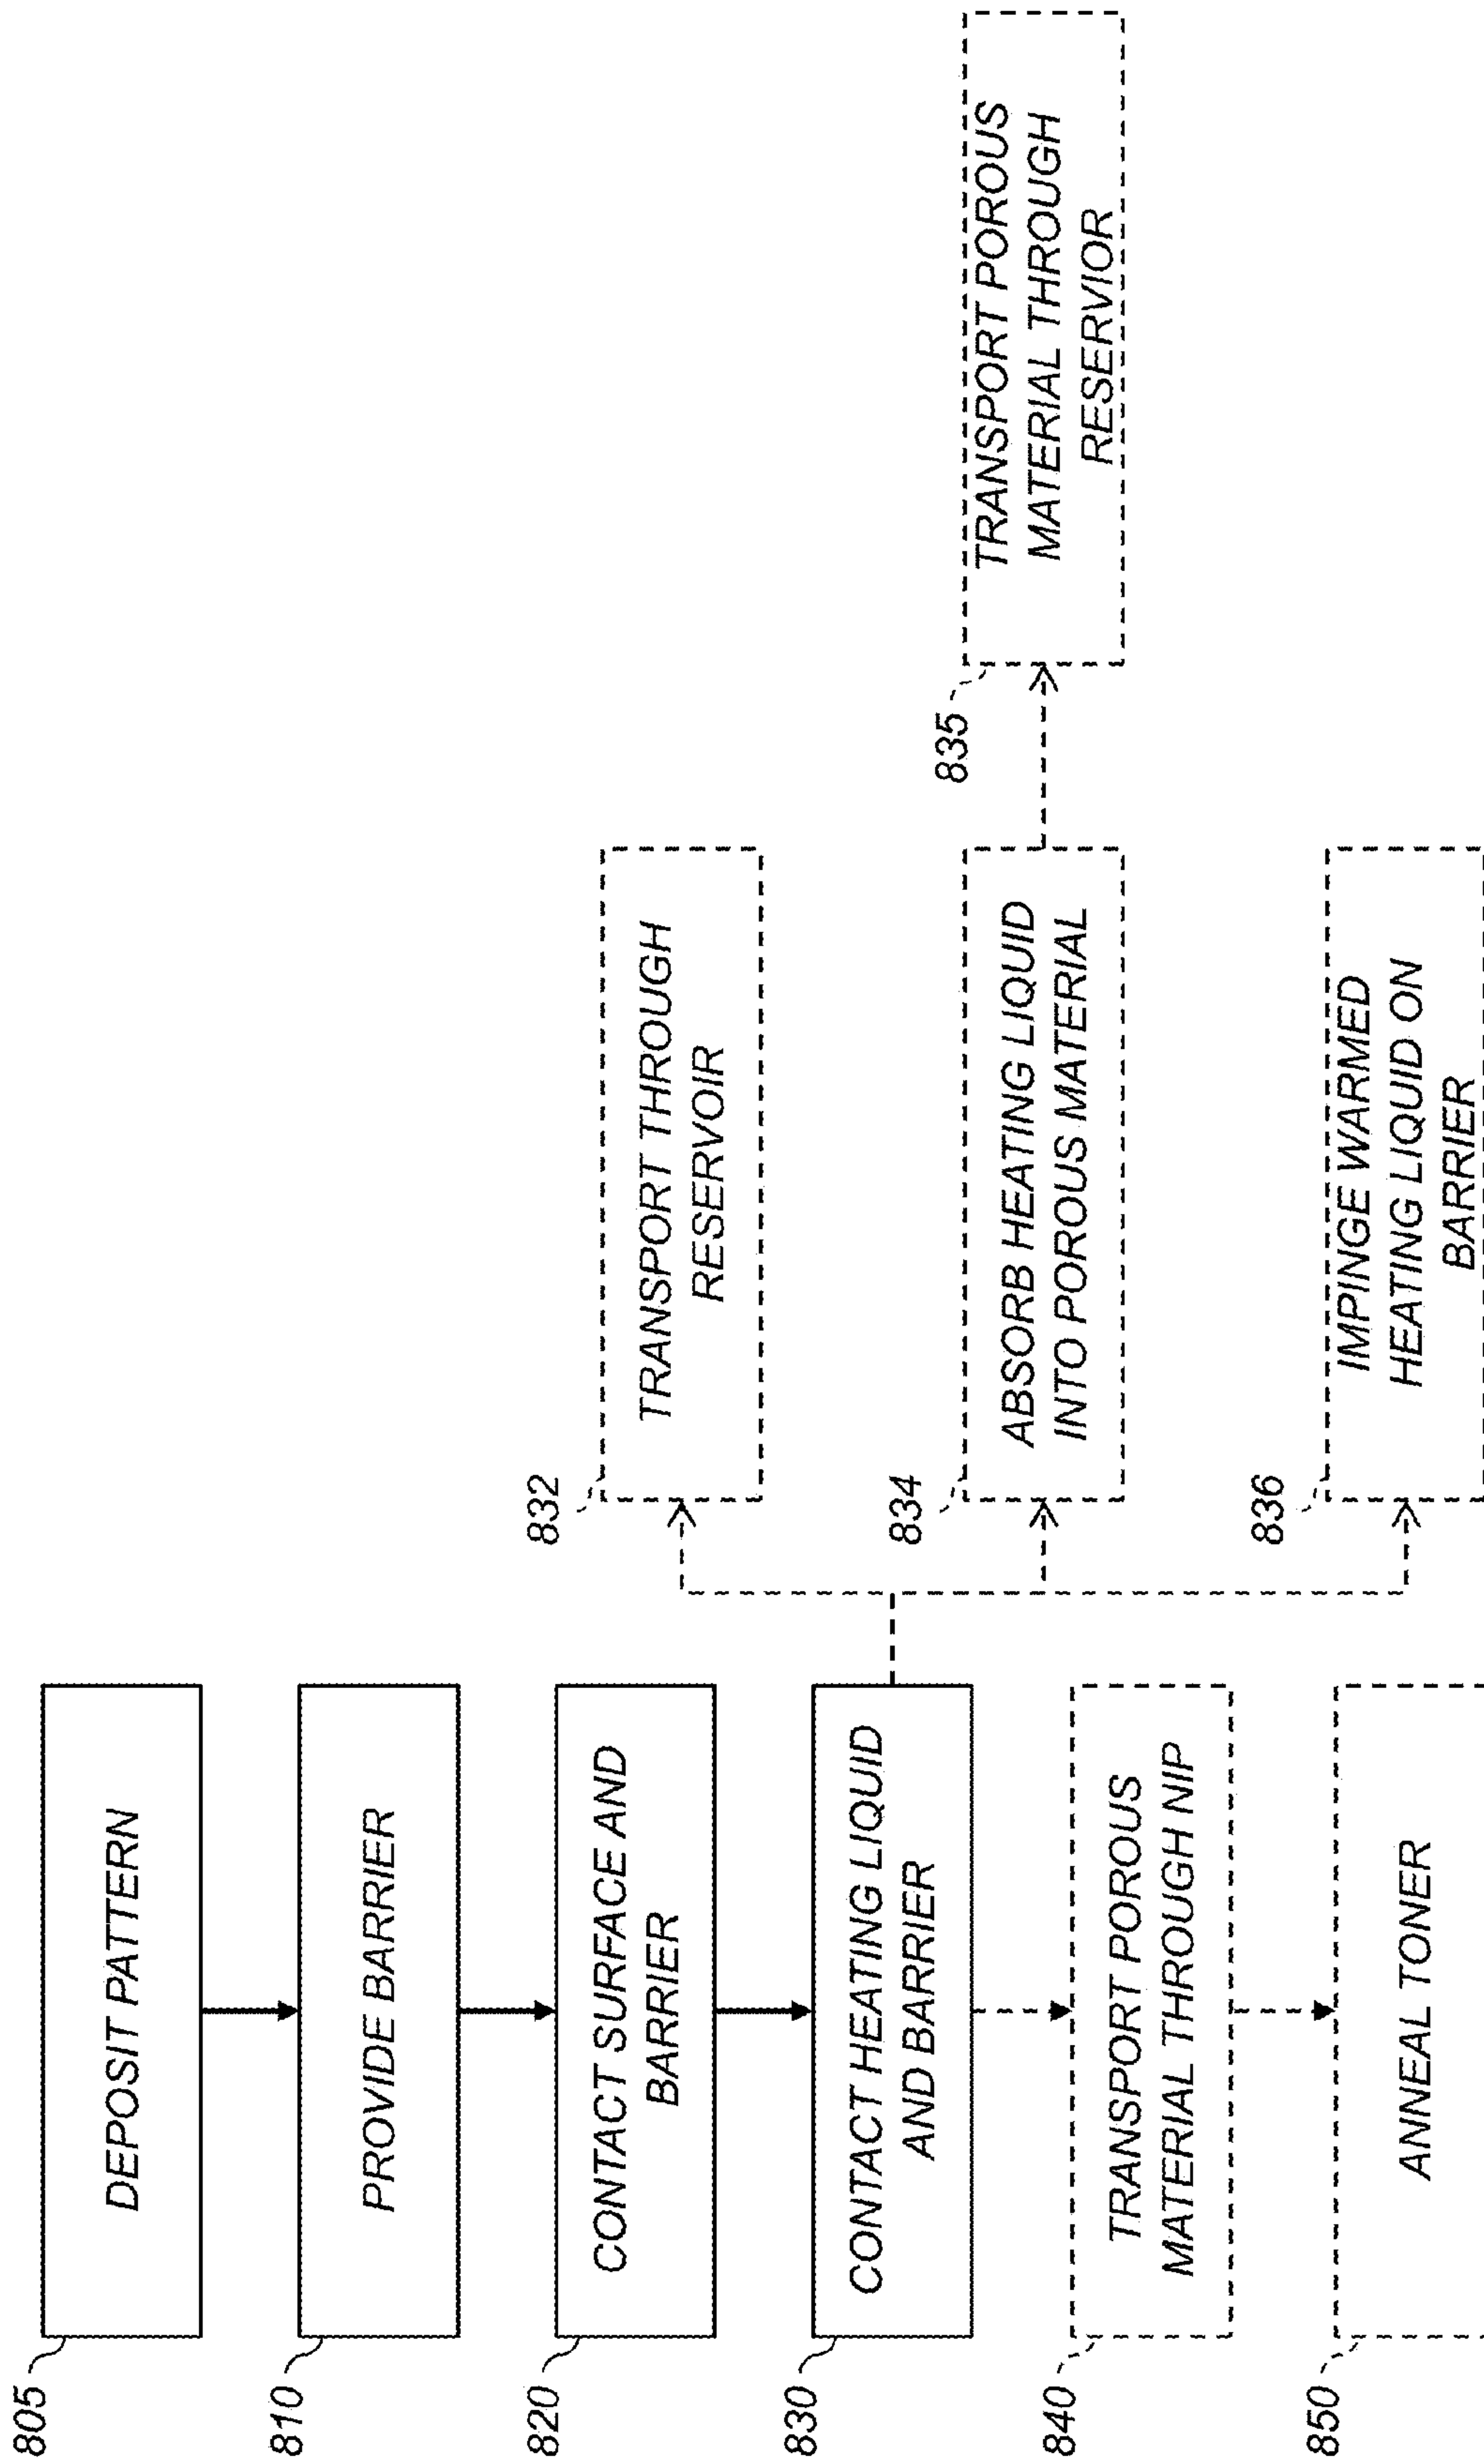 805
DEPOSIT PATTERN
810
PROVIDE BARRIER
820
CONTACT SURFACE AND
BARRIER
830
CONTACT HEATING LIQUID
AND BARRIER
832
TRANSPORT THROUGH
RESERVOIR
834
ABSORB HEATING LIQUID
INTO POROUS MATERIAL
835
TRANSPORT POROUS
MATERIAL THROUGH
RESERVIOR
836
IMPINGE WARMED
HEATING LIQUID ON
BARRIER
840
TRANSPORT POROUS
MATERIAL THROUGH NIP
850
ANNEAL TONER